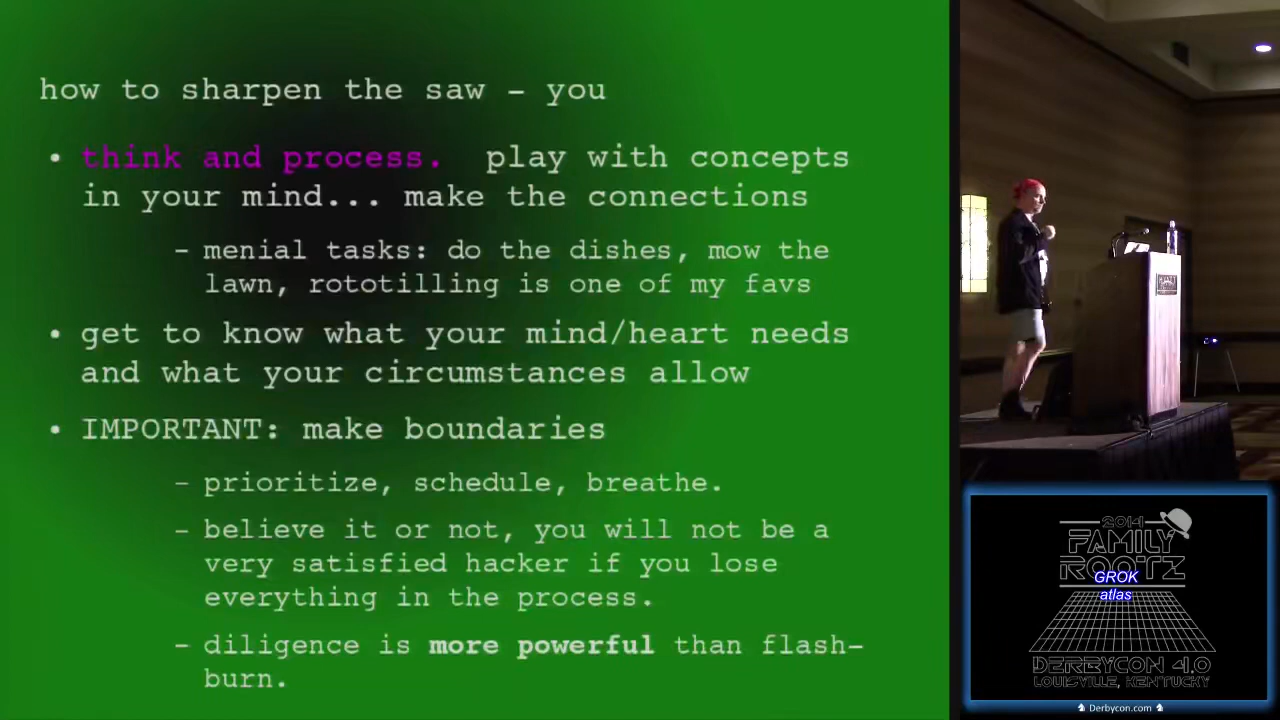 how to sharpen the saw - you
• think and process. play with concepts
in your mind... make the connections
- menial tasks: do the dishes, mow the
lawn, rototilling is one of my favs
• get to know what your mind/heart needs
and what your circumstances allow
• IMPORTANT: make boundaries
- prioritize, schedule, breathe.
- believe it or not, you will not be a
very satisfied hacker if you lose
everything in the process.
- diligence is more powerful than flash-
burn.
2014
FAMILY
ROOTZ
GROK
atlas
DERBYCON 4.0
LOUISVILLE, KENTUCKY
Derbycon.com